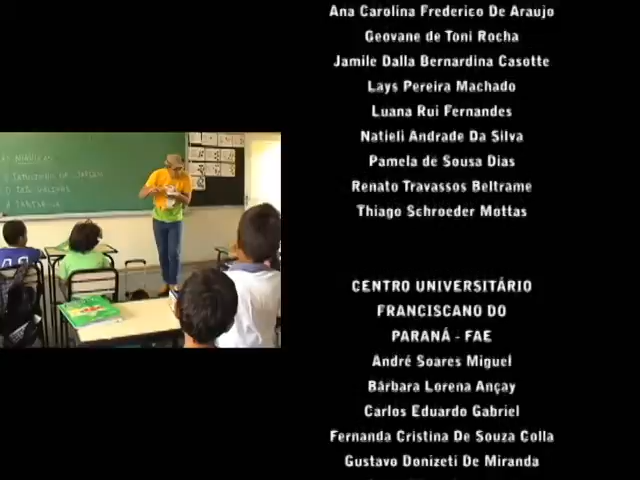 Ana Carolina Frederico De Araujo
Geovane de Toni Rocha
Jamile Dalla Bernardina Casotte
Lays Pereira Machado
Luana Rui Fernandes
Natieli Andrade Da Silva
Pamela de Sousa Dias
Renato Travassos Beltrame
Thiago Schroeder Mottas
CENTRO UNIVERSITÁRIO
FRANCISCANO DO
PARANÁ - FAE
André Soares Miguel
Bárbara Lorena Ançay
Carlos Eduardo Gabriel
Fernanda Cristina De Souza Colla
Gustavo Donizeti De Miranda